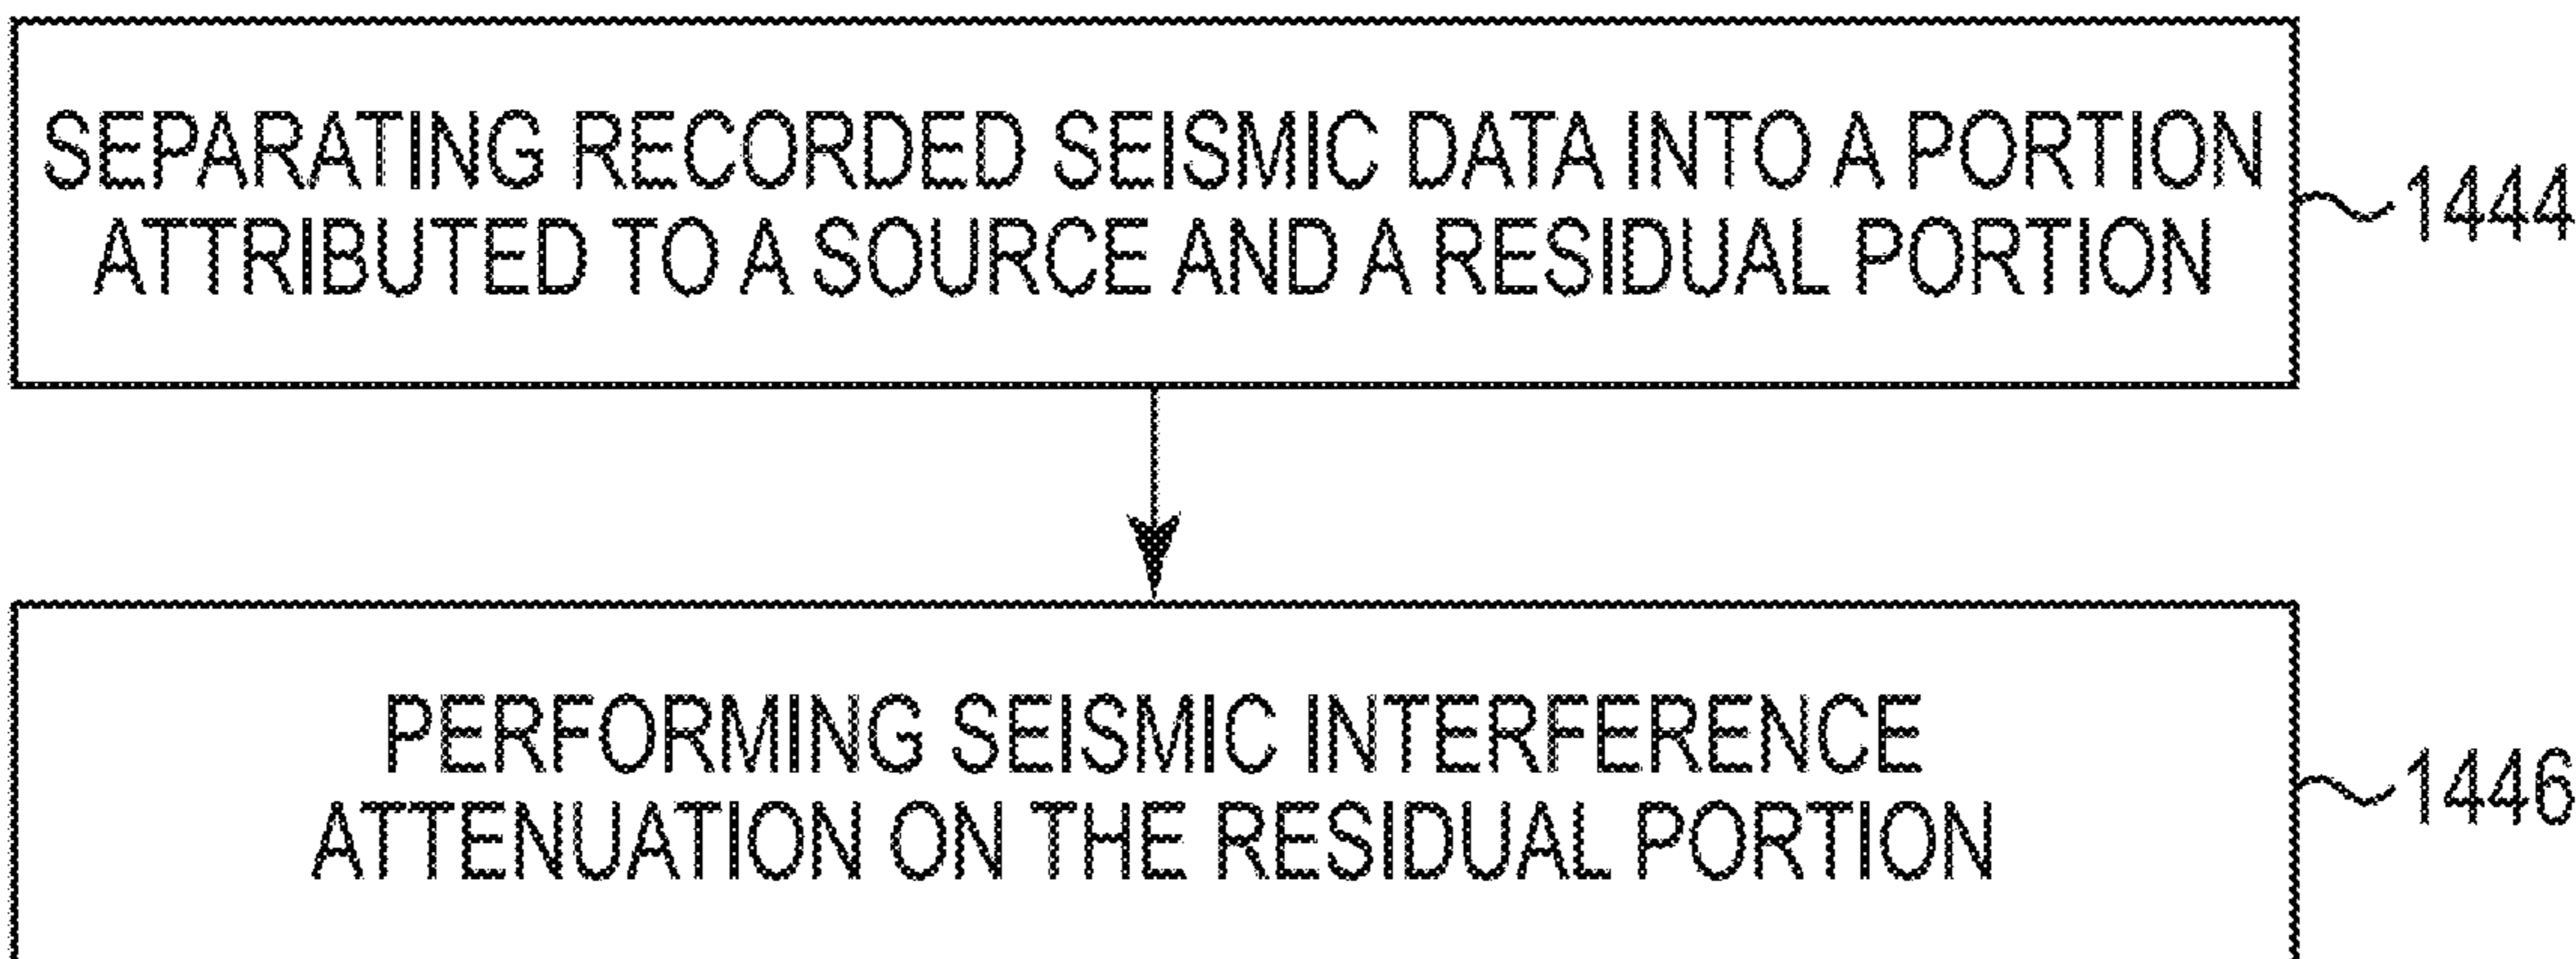 SEPARATING RECORDED SEISMIC DATA INTO A PORTION
ATTRIBUTED TO A SOURCE AND A RESIDUAL PORTION
1444
PERFORMING SEISMIC INTERFERENCE
ATTENUATION ON THE RESIDUAL PORTION
1446